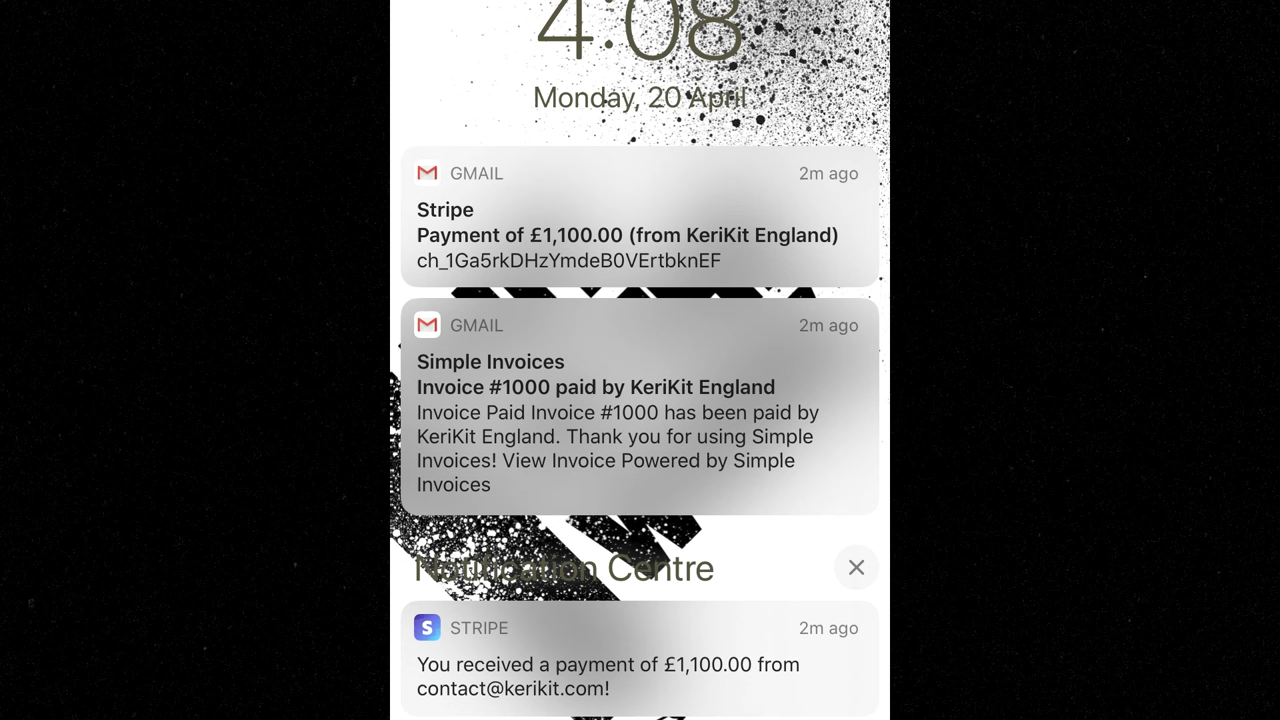 4:08
Monday, 20 April
GMAIL 2m ago
Stripe
Payment of £1,100.00 (from KeriKit England)
ch_1Ga5rkDHzYmdeB0VErtbknEF
GMAIL 2m ago
Simple Invoices
Invoice #1000 paid by KeriKit England
Invoice Paid Invoice #1000 has been paid by
KeriKit England. Thank you for using Simple
Invoices! View Invoice Powered by Simple
Invoices
Notification Centre
STRIPE 2m ago
You received a payment of £1,100.00 from
contact@kerikit.com!